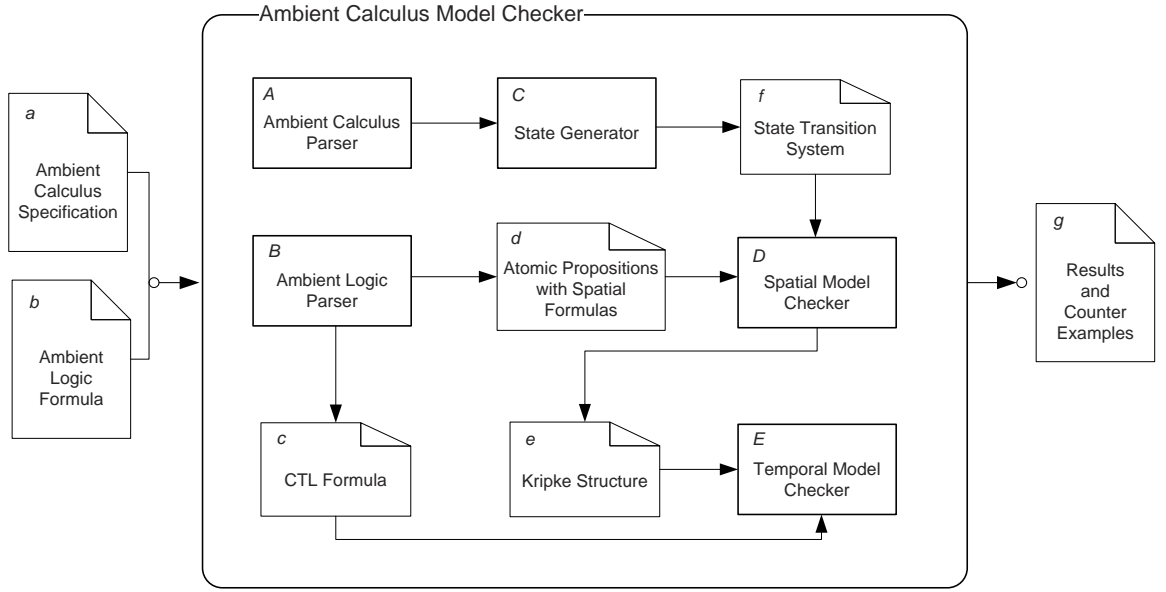 Ambient Calculus Model Checker
a
Ambient
Calculus
Specification
b
Ambient
Logic
Formula
A
Ambient Calculus
Parser
C
State Generator
f
State Transition
System
B
Ambient Logic
Parser
d
Atomic Propositions
with Spatial
Formulas
D
Spatial Model
Checker
c
CTL Formula
e
Kripke Structure
E
Temporal Model
Checker
g
Results
and
Counter
Examples